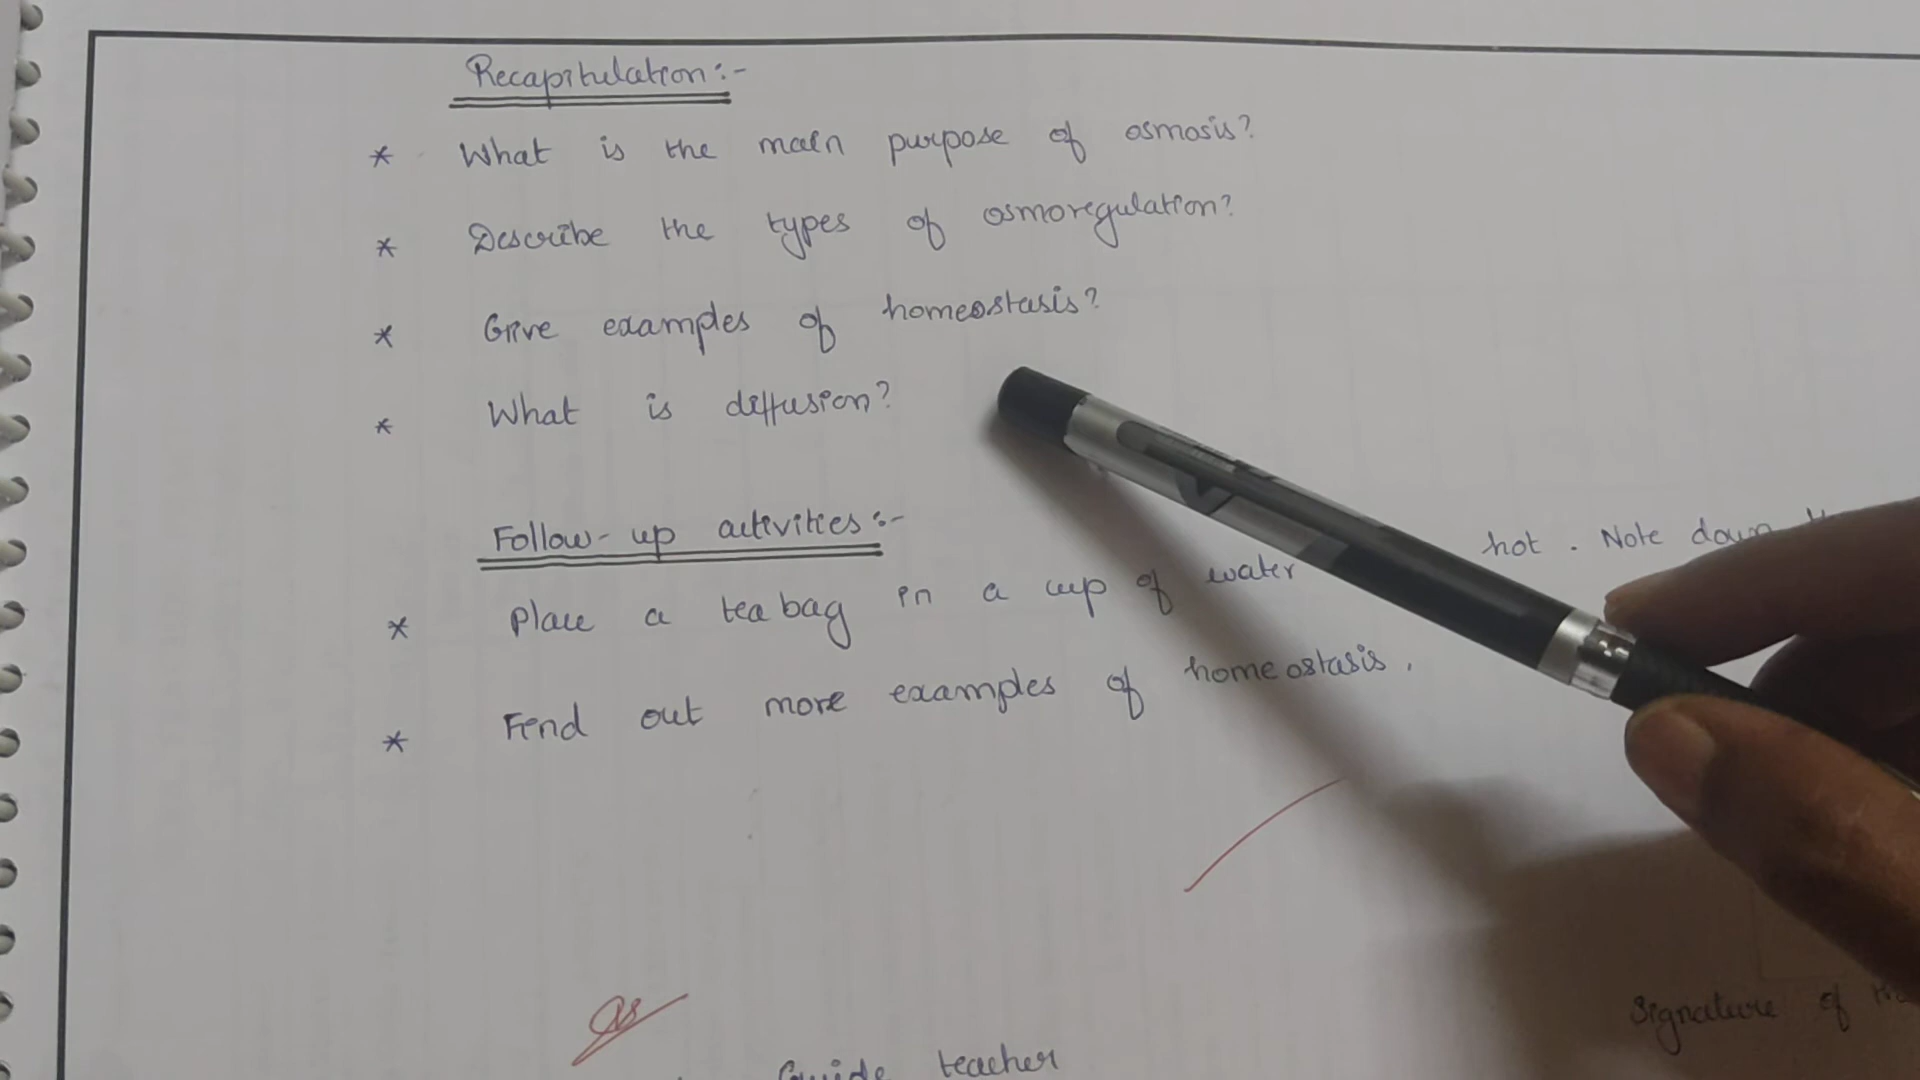 Recapitulation:-
* What is the main purpose of osmosis?
* Describe the types of osmoregulation?
* Give examples of homeostasis?
* What is diffusion?
Follow-up activities:-
* Place a tea bag in a cup of water hot. Note down
* Find out more examples of homeostasis.
Signature of
Guide teacher